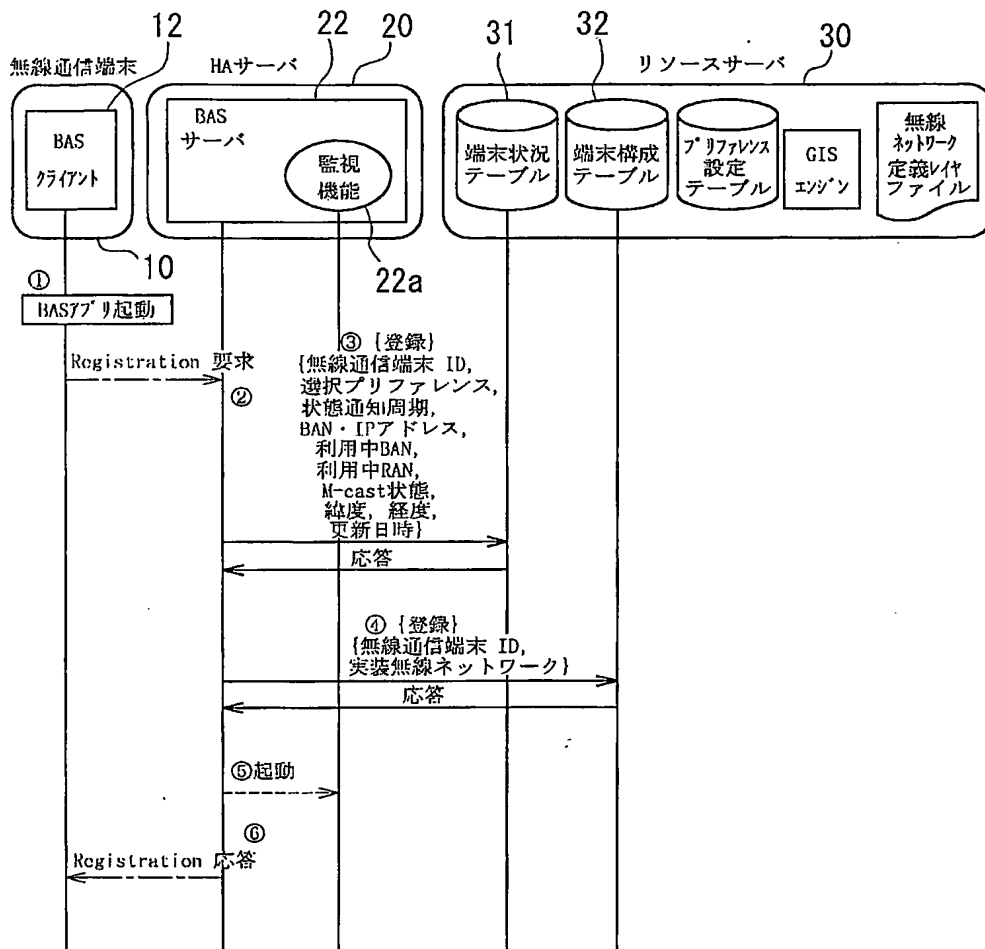 12
22
20
31
32
30
無線通信端末
HAサーバ
リソースサーバ
BAS
クライアント
BAS
サーバ
監視
機能
端末状況
テーブル
端末構成
テーブル
プリファレンス
設定
テーブル
GIS
エンジン
無線
ネットワーク
定義レイヤ
ファイル
10
22a
①
BASアプリ起動
Registration 要求
②
③ {登録}
{無線通信端末 ID,
選択プリファレンス,
状態通知周期,
BAN・IPアドレス,
利用中BAN,
利用中RAN,
M-cast状態,
緯度, 経度,
更新日時}
応答
④ {登録}
{無線通信端末 ID,
実装無線ネットワーク}
応答
⑤起動
⑥
Registration 応答